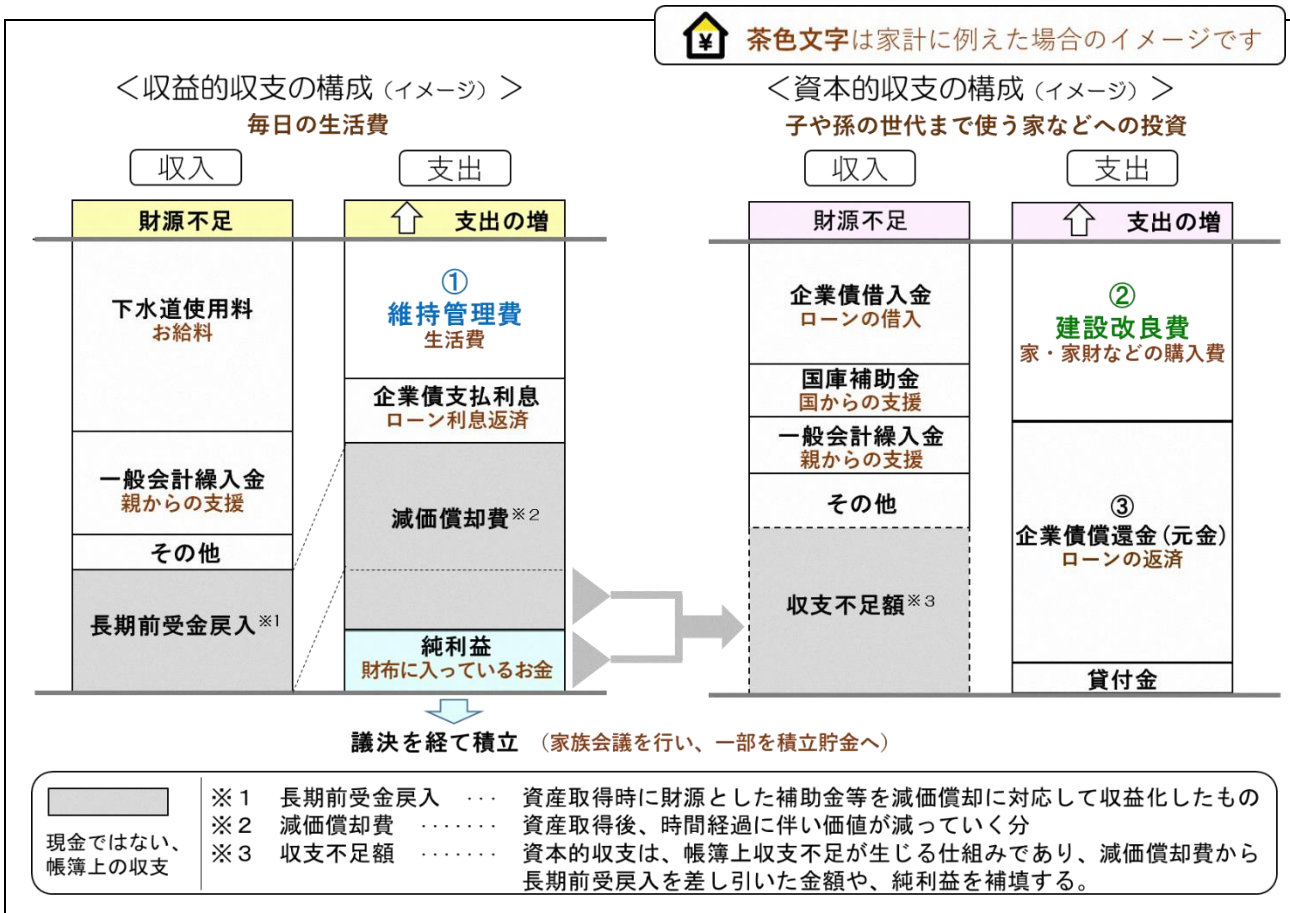 ¥ 茶色文字は家計に例えた場合のイメージです
＜収益的収支の構成（イメージ）＞
毎日の生活費
収入
支出
財源不足
支出の増
下水道使用料
お給料
①
維持管理費
生活費
企業債支払利息
ローン利息返済
一般会計繰入金
親からの支援
減価償却費※2
その他
長期前受金戻入※1
純利益
財布に入っているお金
＜資本的収支の構成（イメージ）＞
子や孫の世代まで使う家などへの投資
収入
支出
財源不足
支出の増
企業債借入金
ローンの借入
②
建設改良費
家・家財などの購入費
国庫補助金
国からの支援
一般会計繰入金
親からの支援
その他
③
企業債償還金(元金)
ローンの返済
収支不足額※3
貸付金
議決を経て積立 （家族会議を行い、一部を積立貯金へ）
現金ではない、
帳簿上の収支
※１ 長期前受金戻入 ･･･ 資産取得時に財源とした補助金等を減価償却に対応して収益化したもの
※２ 減価償却費 ･･･････ 資産取得後、時間経過に伴い価値が減っていく分
※３ 収支不足額 ･･･････ 資本的収支は、帳簿上収支不足が生じる仕組みであり、減価償却費から
長期前受戻入を差し引いた金額や、純利益を補填する。